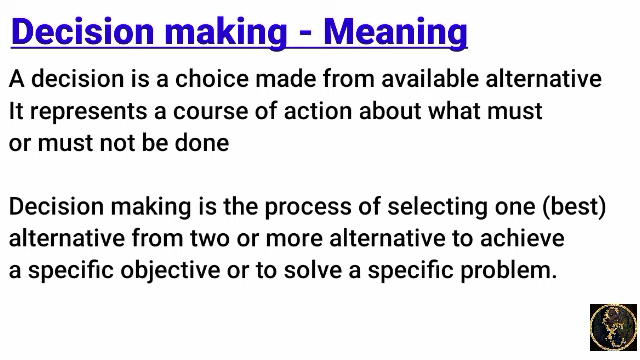 Decision making - Meaning
A decision is a choice made from available alternative
It represents a course of action about what must
or must not be done
Decision making is the process of selecting one (best)
alternative from two or more alternative to achieve
a specific objective or to solve a specific problem.